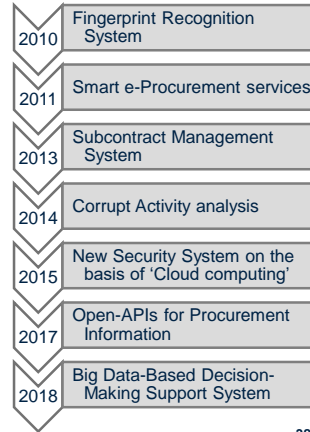 2010
Fingerprint Recognition
System
2011
Smart e-Procurement services
2013
Subcontract Management
System
2014
Corrupt Activity analysis
2015
New Security System on the
basis of ‘Cloud computing’
2017
Open-APIs for Procurement
Information
2018
Big Data-Based Decision-
Making Support System